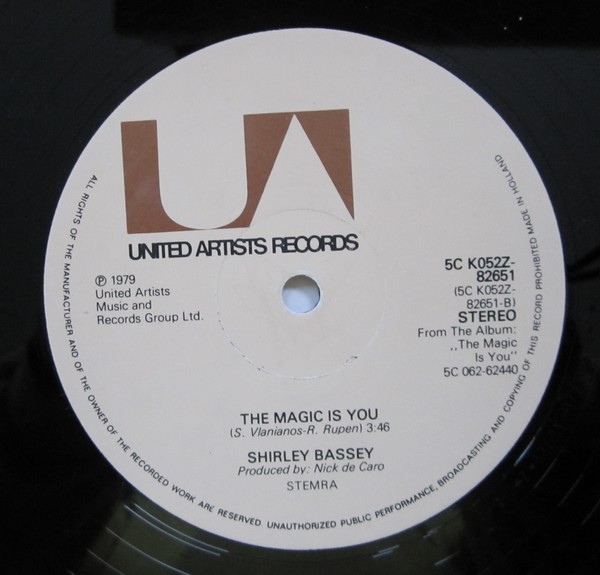 UA
UNITED ARTISTS RECORDS
℗ 1979
United Artists
Music and
Records Group Ltd.
5C K052Z-
82651
(5C K052Z-
82651-B)
STEREO
From The Album:
„The Magic
Is You"
5C 062-62440
THE MAGIC IS YOU
(S. Vlanianos-R. Rupen) 3:46
SHIRLEY BASSEY
Produced by: Nick de Caro
STEMRA
ALL RIGHTS OF THE MANUFACTURER AND OF THE OWNER OF THE RECORDED WORK ARE RESERVED. UNAUTHORIZED PUBLIC PERFORMANCE, BROADCASTING AND COPYING OF THIS RECORD PROHIBITED MADE IN HOLLAND